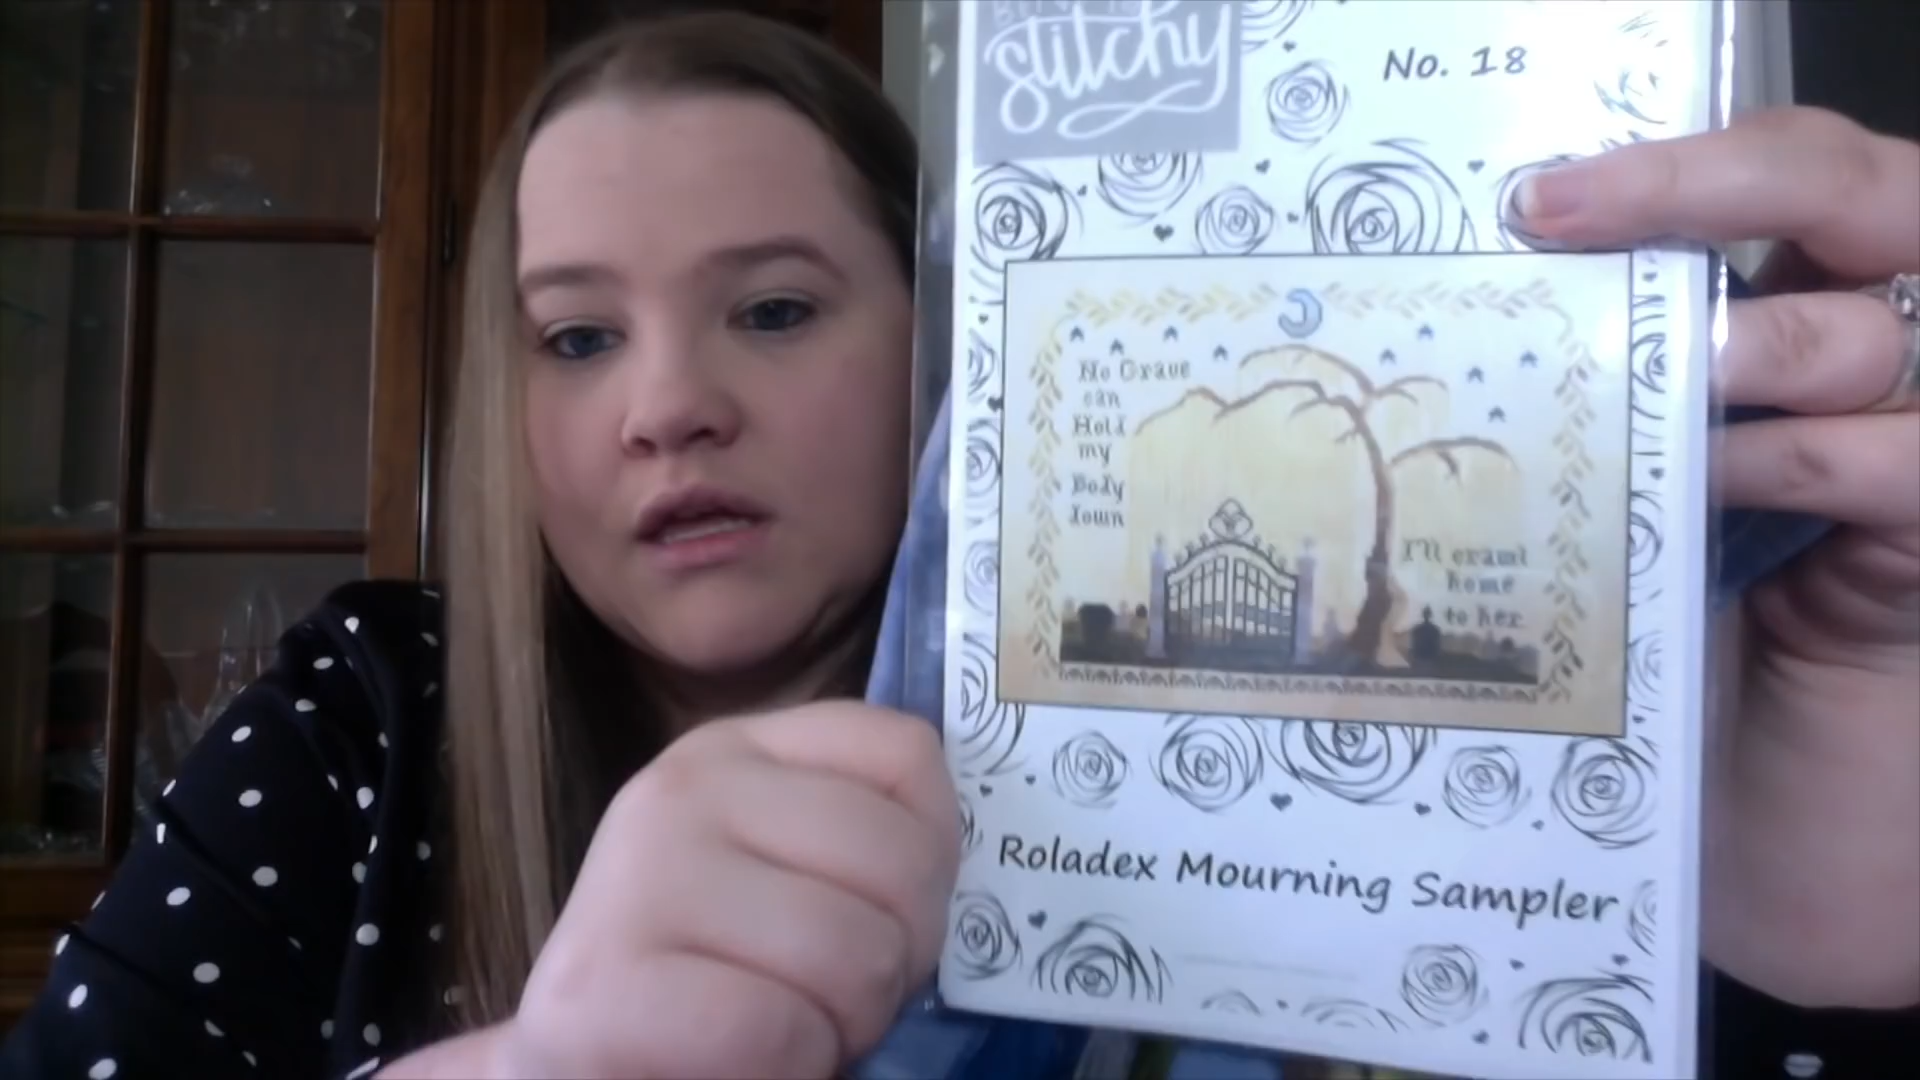 stitchy
No. 18
No Grave
can
Hold
my
Body
down
I'll crawl
home
to her.
Roladex Mourning Sampler